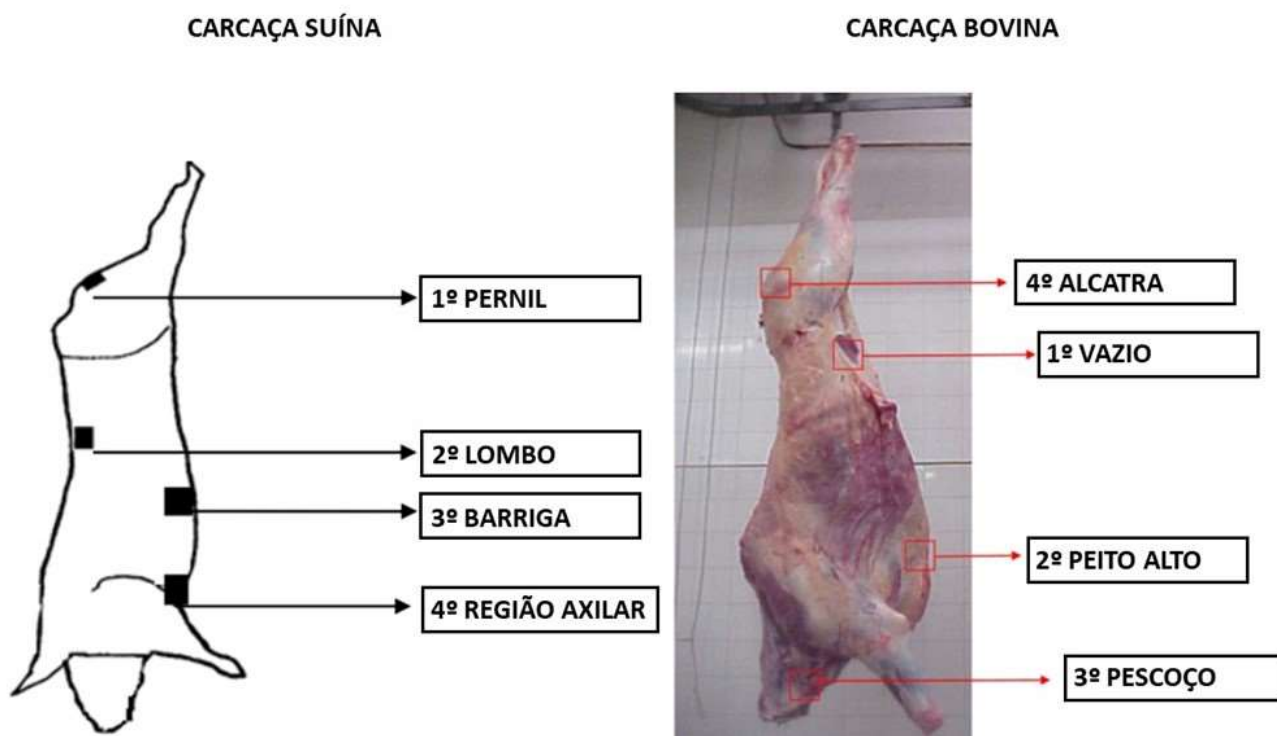 CARCAÇA SUÍNA
CARCAÇA BOVINA
1º PERNIL
2º LOMBO
3º BARRIGA
4º REGIÃO AXILAR
4º ALCATRA
1º VAZIO
2º PEITO ALTO
3º PESCOÇO